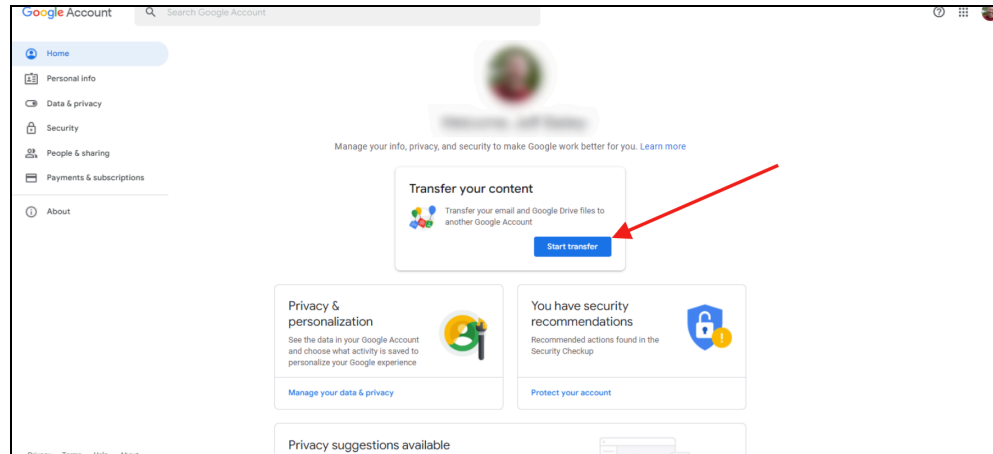 Google Account
Search Google Account
Home
Personal info
Data & privacy
Security
People & sharing
Payments & subscriptions
About
Manage your info, privacy, and security to make Google work better for you. Learn more
Transfer your content
Transfer your email and Google Drive files to
another Google Account
Start transfer
Privacy &
personalization
See the data in your Google Account
and choose what activity is saved to
personalize your Google experience
Manage your data & privacy
You have security
recommendations
Recommended actions found in the
Security Checkup
Protect your account
Privacy suggestions available
Privacy Terms Help About